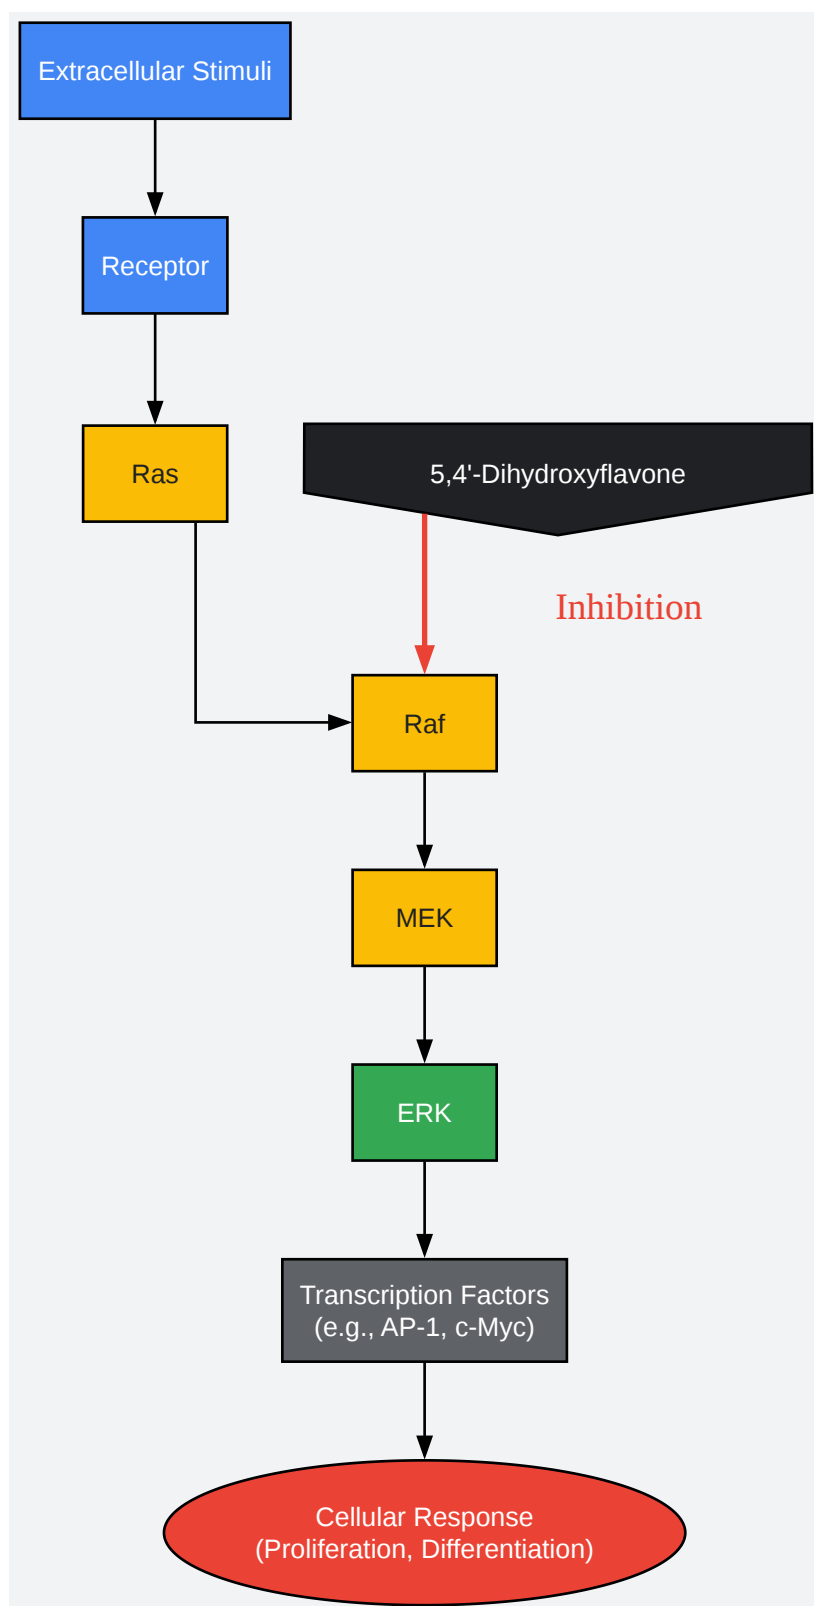 Extracellular Stimuli
Receptor
Ras
5,4'-Dihydroxyflavone
Inhibition
Raf
MEK
ERK
Transcription Factors
(e.g., AP-1, c-Myc)
Cellular Response
(Proliferation, Differentiation)